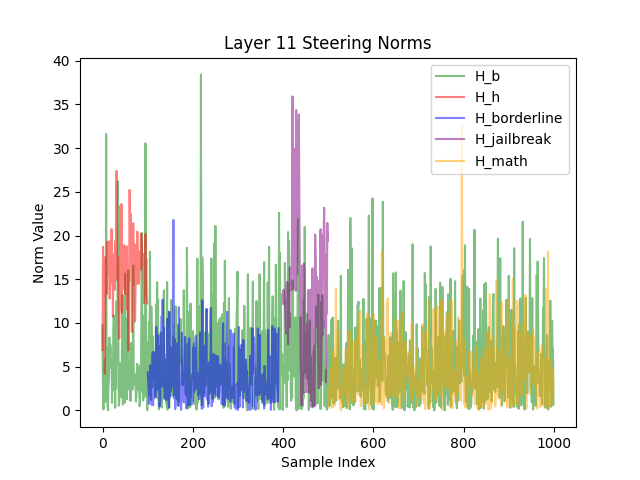 Layer 11 Steering Norms
40
35
30
25
20
15
10
5
0
Norm Value
H_b
H_h
H_borderline
H_jailbreak
H_math
0
200
400
600
800
1000
Sample Index